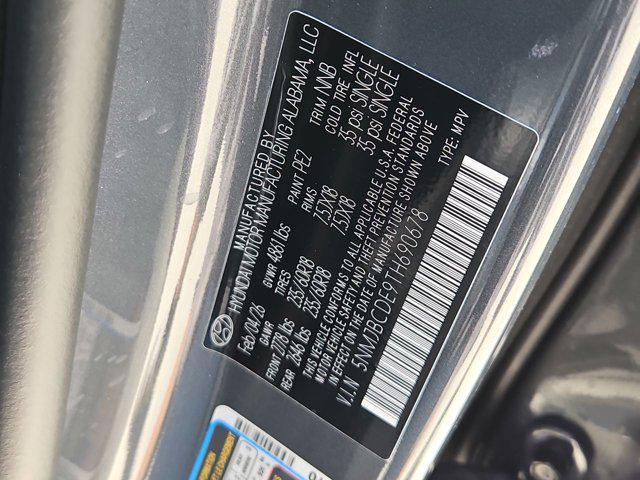 MANUFACTURED BY
HYUNDAI MOTOR MANUFACTURING ALABAMA, LLC
Feb/04/26 GVWR 4861 lbs PAINT PE2 TRIM NNB
GAWR TIRES RIMS COLD TIRE INFL
FRONT 2778 lbs 235/60R18 7.5JX18 35 psi SINGLE
REAR 2646 lbs 235/60R18 7.5JX18 35 psi SINGLE
THIS VEHICLE CONFORMS TO ALL APPLICABLE U.S.A. FEDERAL
MOTOR VEHICLE SAFETY AND THEFT PREVENTION STANDARDS
IN EFFECT ON THE DATE OF MANUFACTURE SHOWN ABOVE
V.I.N 5NMJBCDE9TH690678 TYPE: MPV